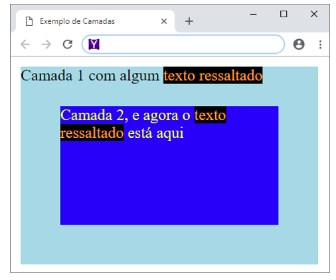 Exemplo de Camadas
Camada 1 com algum texto ressaltado
Camada 2, e agora o texto
ressaltado está aqui